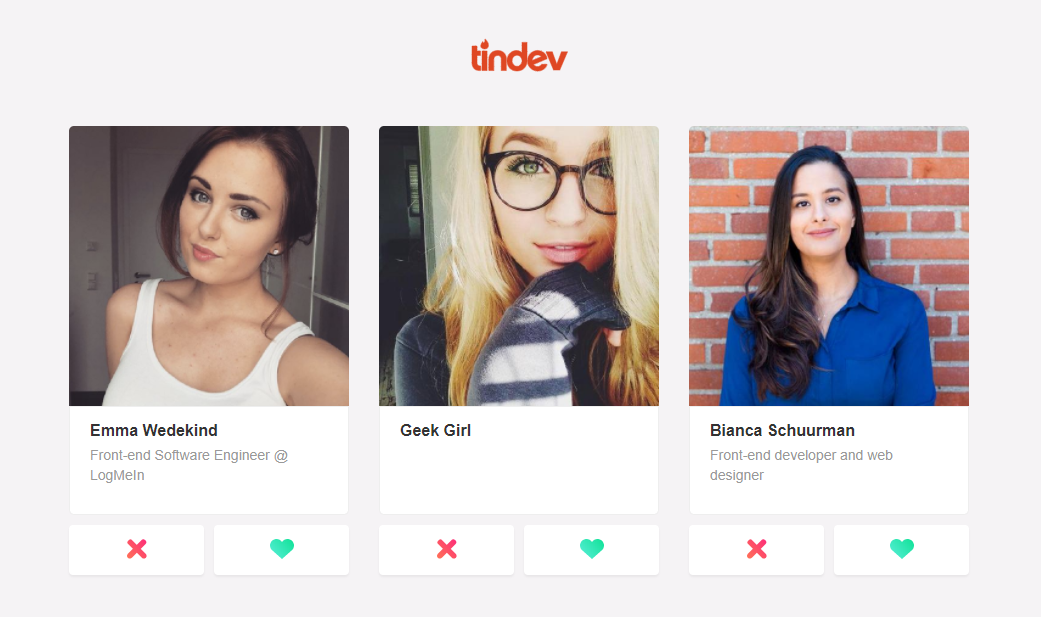 tindev
Emma Wedekind
Front-end Software Engineer @
LogMeIn
Geek Girl
Bianca Schuurman
Front-end developer and web
designer